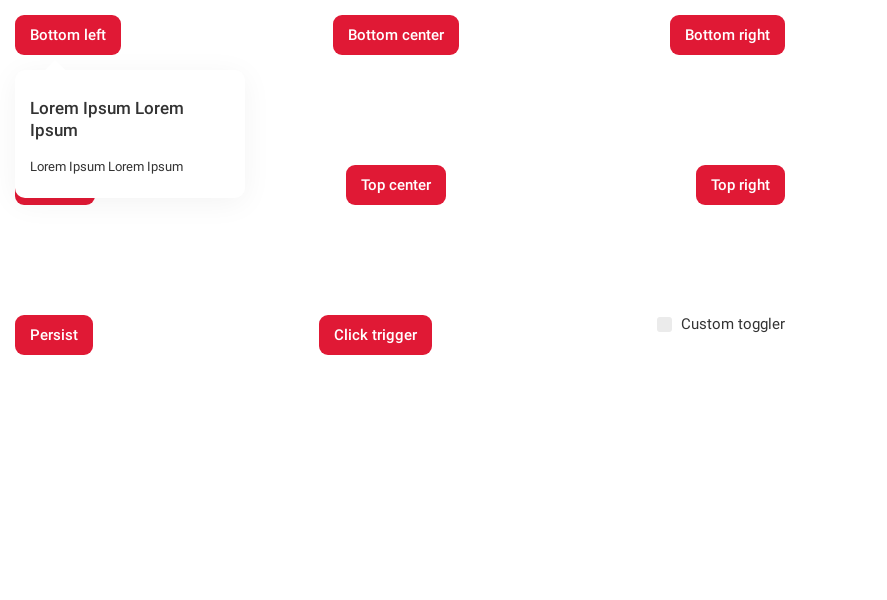 Bottom left
Bottom center
Bottom right
Lorem Ipsum Lorem
Ipsum
Lorem Ipsum Lorem Ipsum
Top center
Top right
Persist
Click trigger
Custom toggler